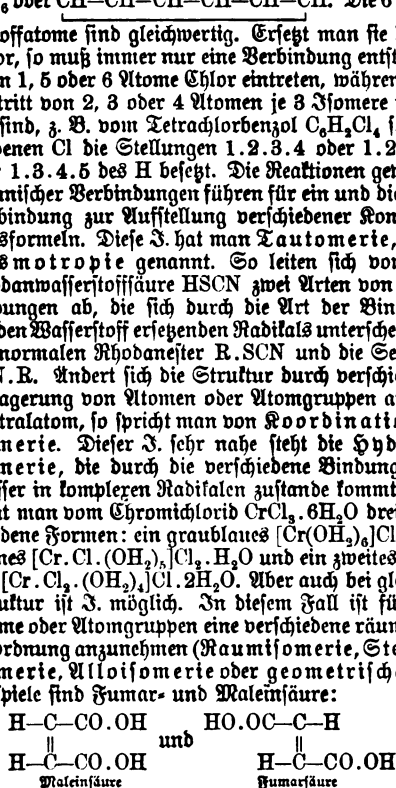 6 oder CH—CH—CH—CH—CH—CH. Die 6
offatome sind gleichwertig. Ersetzt man sie
or, so muß immer nur eine Verbindung entst
n 1, 5 oder 6 Atome Chlor eintreten, währen
tritt von 2, 3 oder 4 Atomen je 3 Isomere
sind, z. B. vom Tetrachlorbenzol C₆H₂Cl₄ s
benen Cl die Stellungen 1.2.3.4 oder 1.2
1.3.4.5 des H besetzt. Die Reaktionen gew
nischer Verbindungen führen für ein und die
bindung zur Aufstellung verschiedener Kon
sformeln. Diese I. hat man Tautomerie,
smotropie genannt. So leiten sich von
danwasserstoffsäure HSCN zwei Arten von
bungen ab, die sich durch die Art der Bin
den Wasserstoff ersetzenden Radikals untersche
normalen Rhodanester R.SCN und die Se
N.R. Ändert sich die Struktur durch verschie
agerung von Atomen oder Atomgruppen a
tralatom, so spricht man von Koordinati
merie. Dieser I. sehr nahe steht die Hyd
merie, die durch die verschiedene Bindung
sser in komplexen Radikalen zustande kommt
nt man vom Chromichlorid CrCl₃.6H₂O drei
dene Formen: ein graublaues [Cr(OH₂)₆]Cl
nes [Cr.Cl.(OH₂)₅]Cl₂.H₂O und ein zweites
[Cr.Cl₂.(OH₂)₄]Cl.2H₂O. Aber auch bei gle
uktur ist I. möglich. In diesem Fall ist fü
me oder Atomgruppen eine verschiedene räum
ordnung anzunehmen (Raumisomerie, Ste
merie, Alloisomerie oder geometrisch
spiele sind Fumar- und Maleinsäure:
H—C—CO.OH HO.OC—C—H
|| und ||
H—C—CO.OH H—C—CO.OH
Maleinsäure Fumarsäure